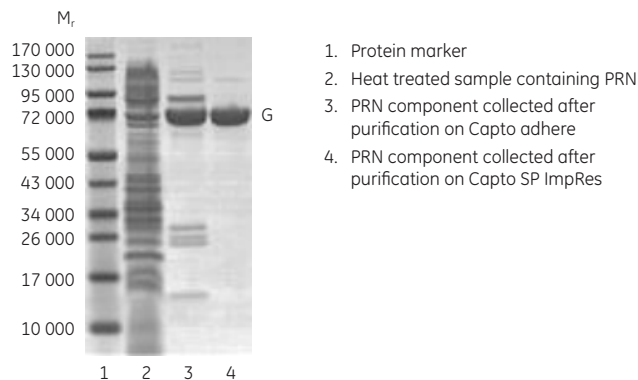 Mr
170 000
130 000
95 000
72 000
G
55 000
43 000
34 000
26 000
17 000
10 000
1 2 3 4
1. Protein marker
2. Heat treated sample containing PRN
3. PRN component collected after
purification on Capto adhere
4. PRN component collected after
purification on Capto SP ImpRes